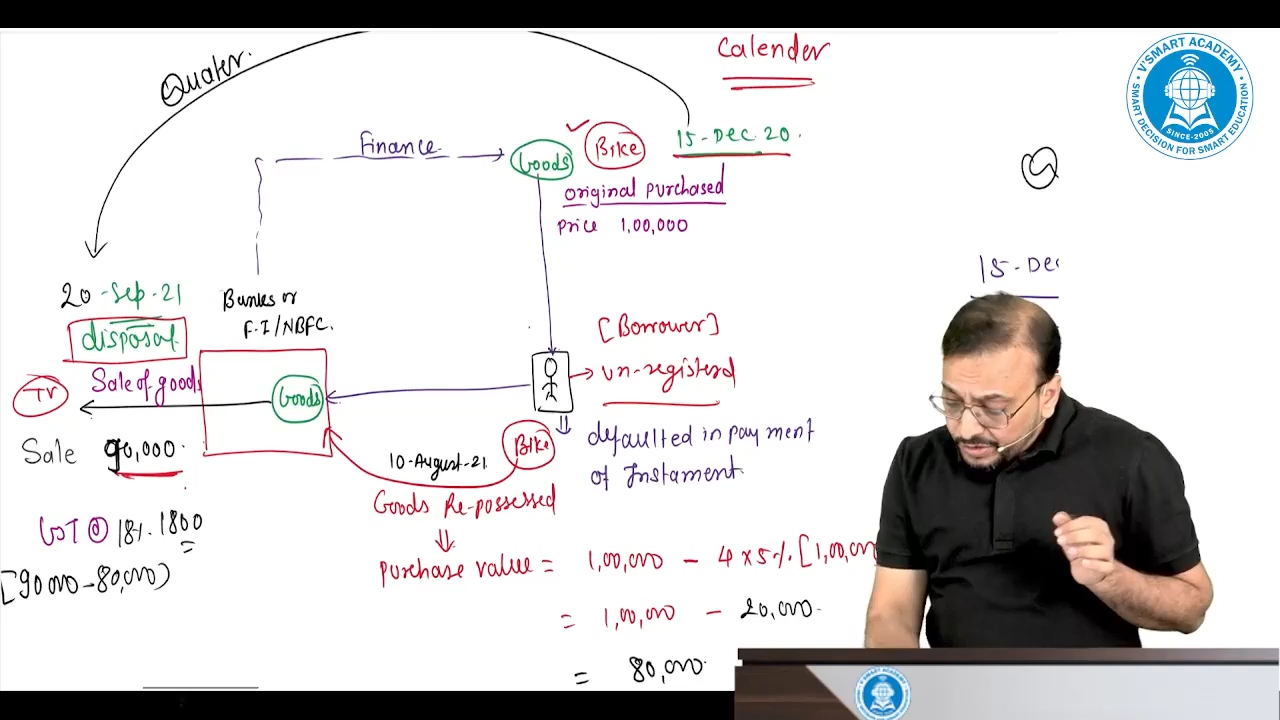 Calender
Quater.
15-Dec.20.
Finance
Goods
Bike
original purchased
price 1,00,000
15-Dec
20-Sep-21
disposal
Banks or
F.I/NBFC.
[Borrower]
un-registerd
TV
Sale of goods
Goods
Sale 90,000
Bike
defaulted in payment
of Instament
10-August-21
Goods Re-possessed
GST @ 18%. 1800
[90000-80,000)
purchase value = 1,00,000 - 4x5%[1,00,000
= 1,00,000 - 20,000.
= 80,000
V'SMART ACADEMY
SMART DECISION FOR SMART EDUCATION
SINCE-2005